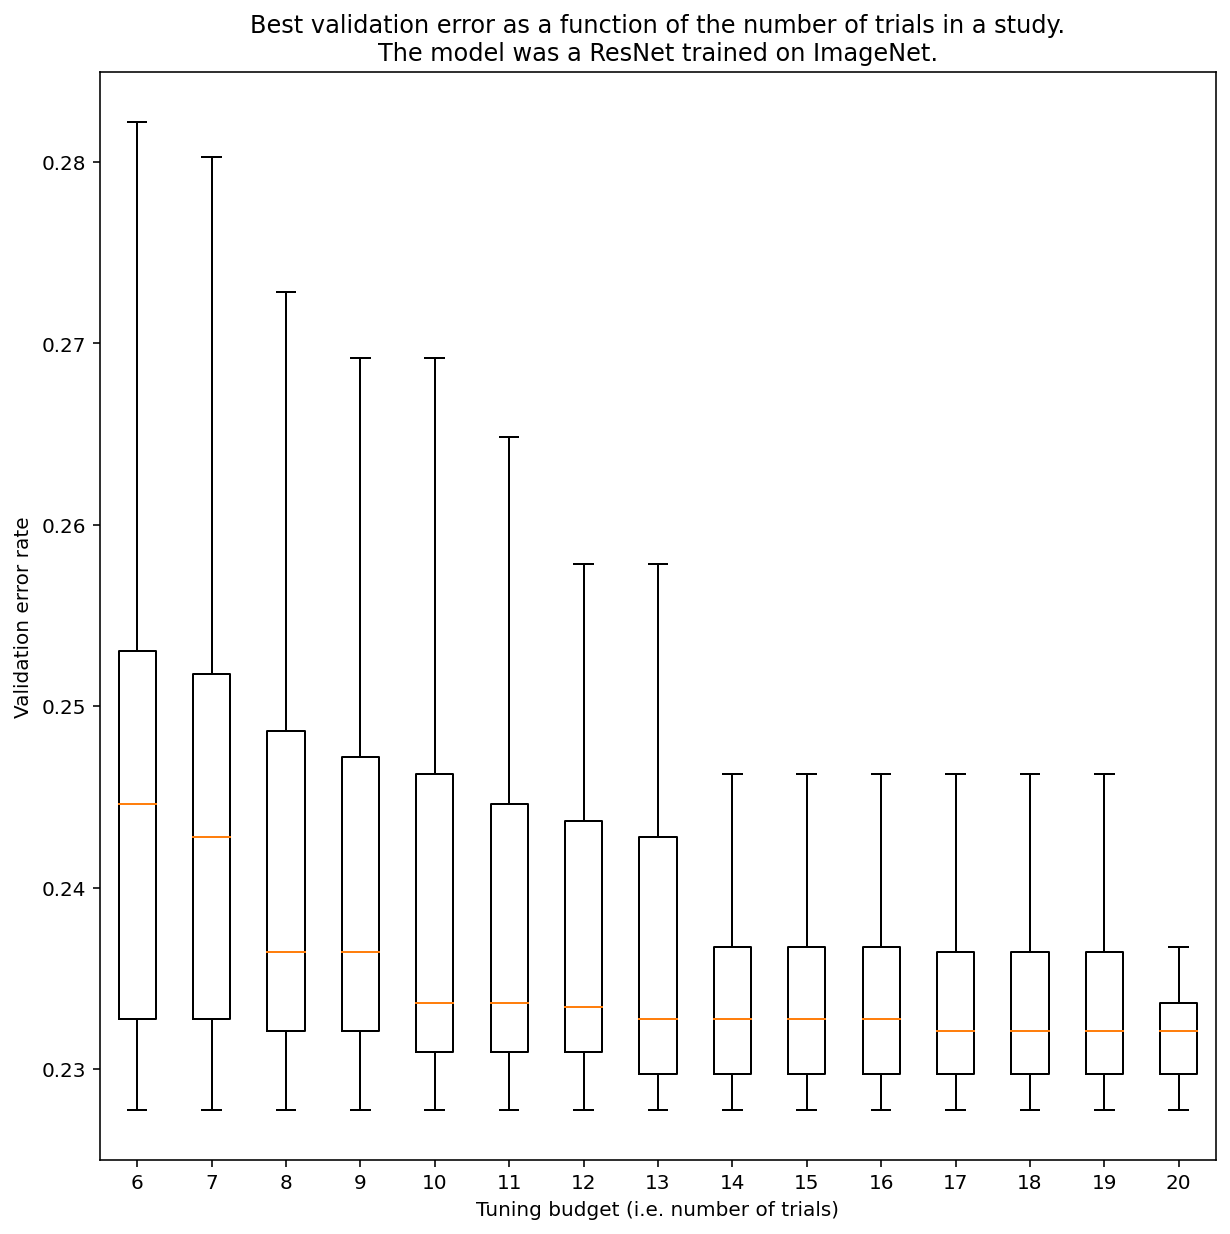 Best validation error as a function of the number of trials in a study.
The model was a ResNet trained on ImageNet.
0.28
0.27
0.26
0.25
0.24
0.23
Validation error rate
6 7 8 9 10 11 12 13 14 15 16 17 18 19 20
Tuning budget (i.e. number of trials)